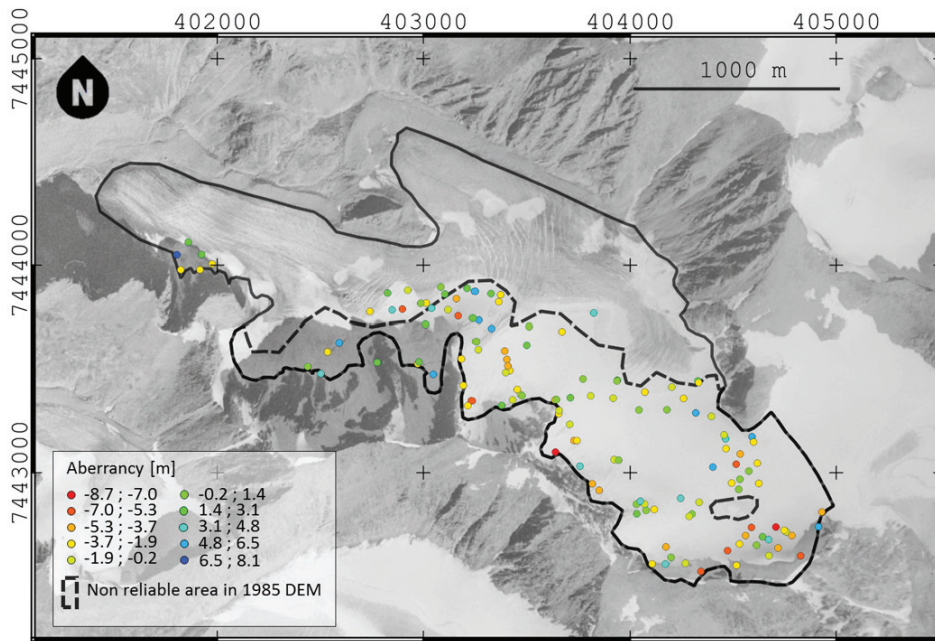 402000 403000 404000 405000
7445000
7444000
7443000
N
1000 m
Aberrancy [m]
-8.7 ; -7.0 -0.2 ; 1.4
-7.0 ; -5.3 1.4 ; 3.1
-5.3 ; -3.7 3.1 ; 4.8
-3.7 ; -1.9 4.8 ; 6.5
-1.9 ; -0.2 6.5 ; 8.1
Non reliable area in 1985 DEM